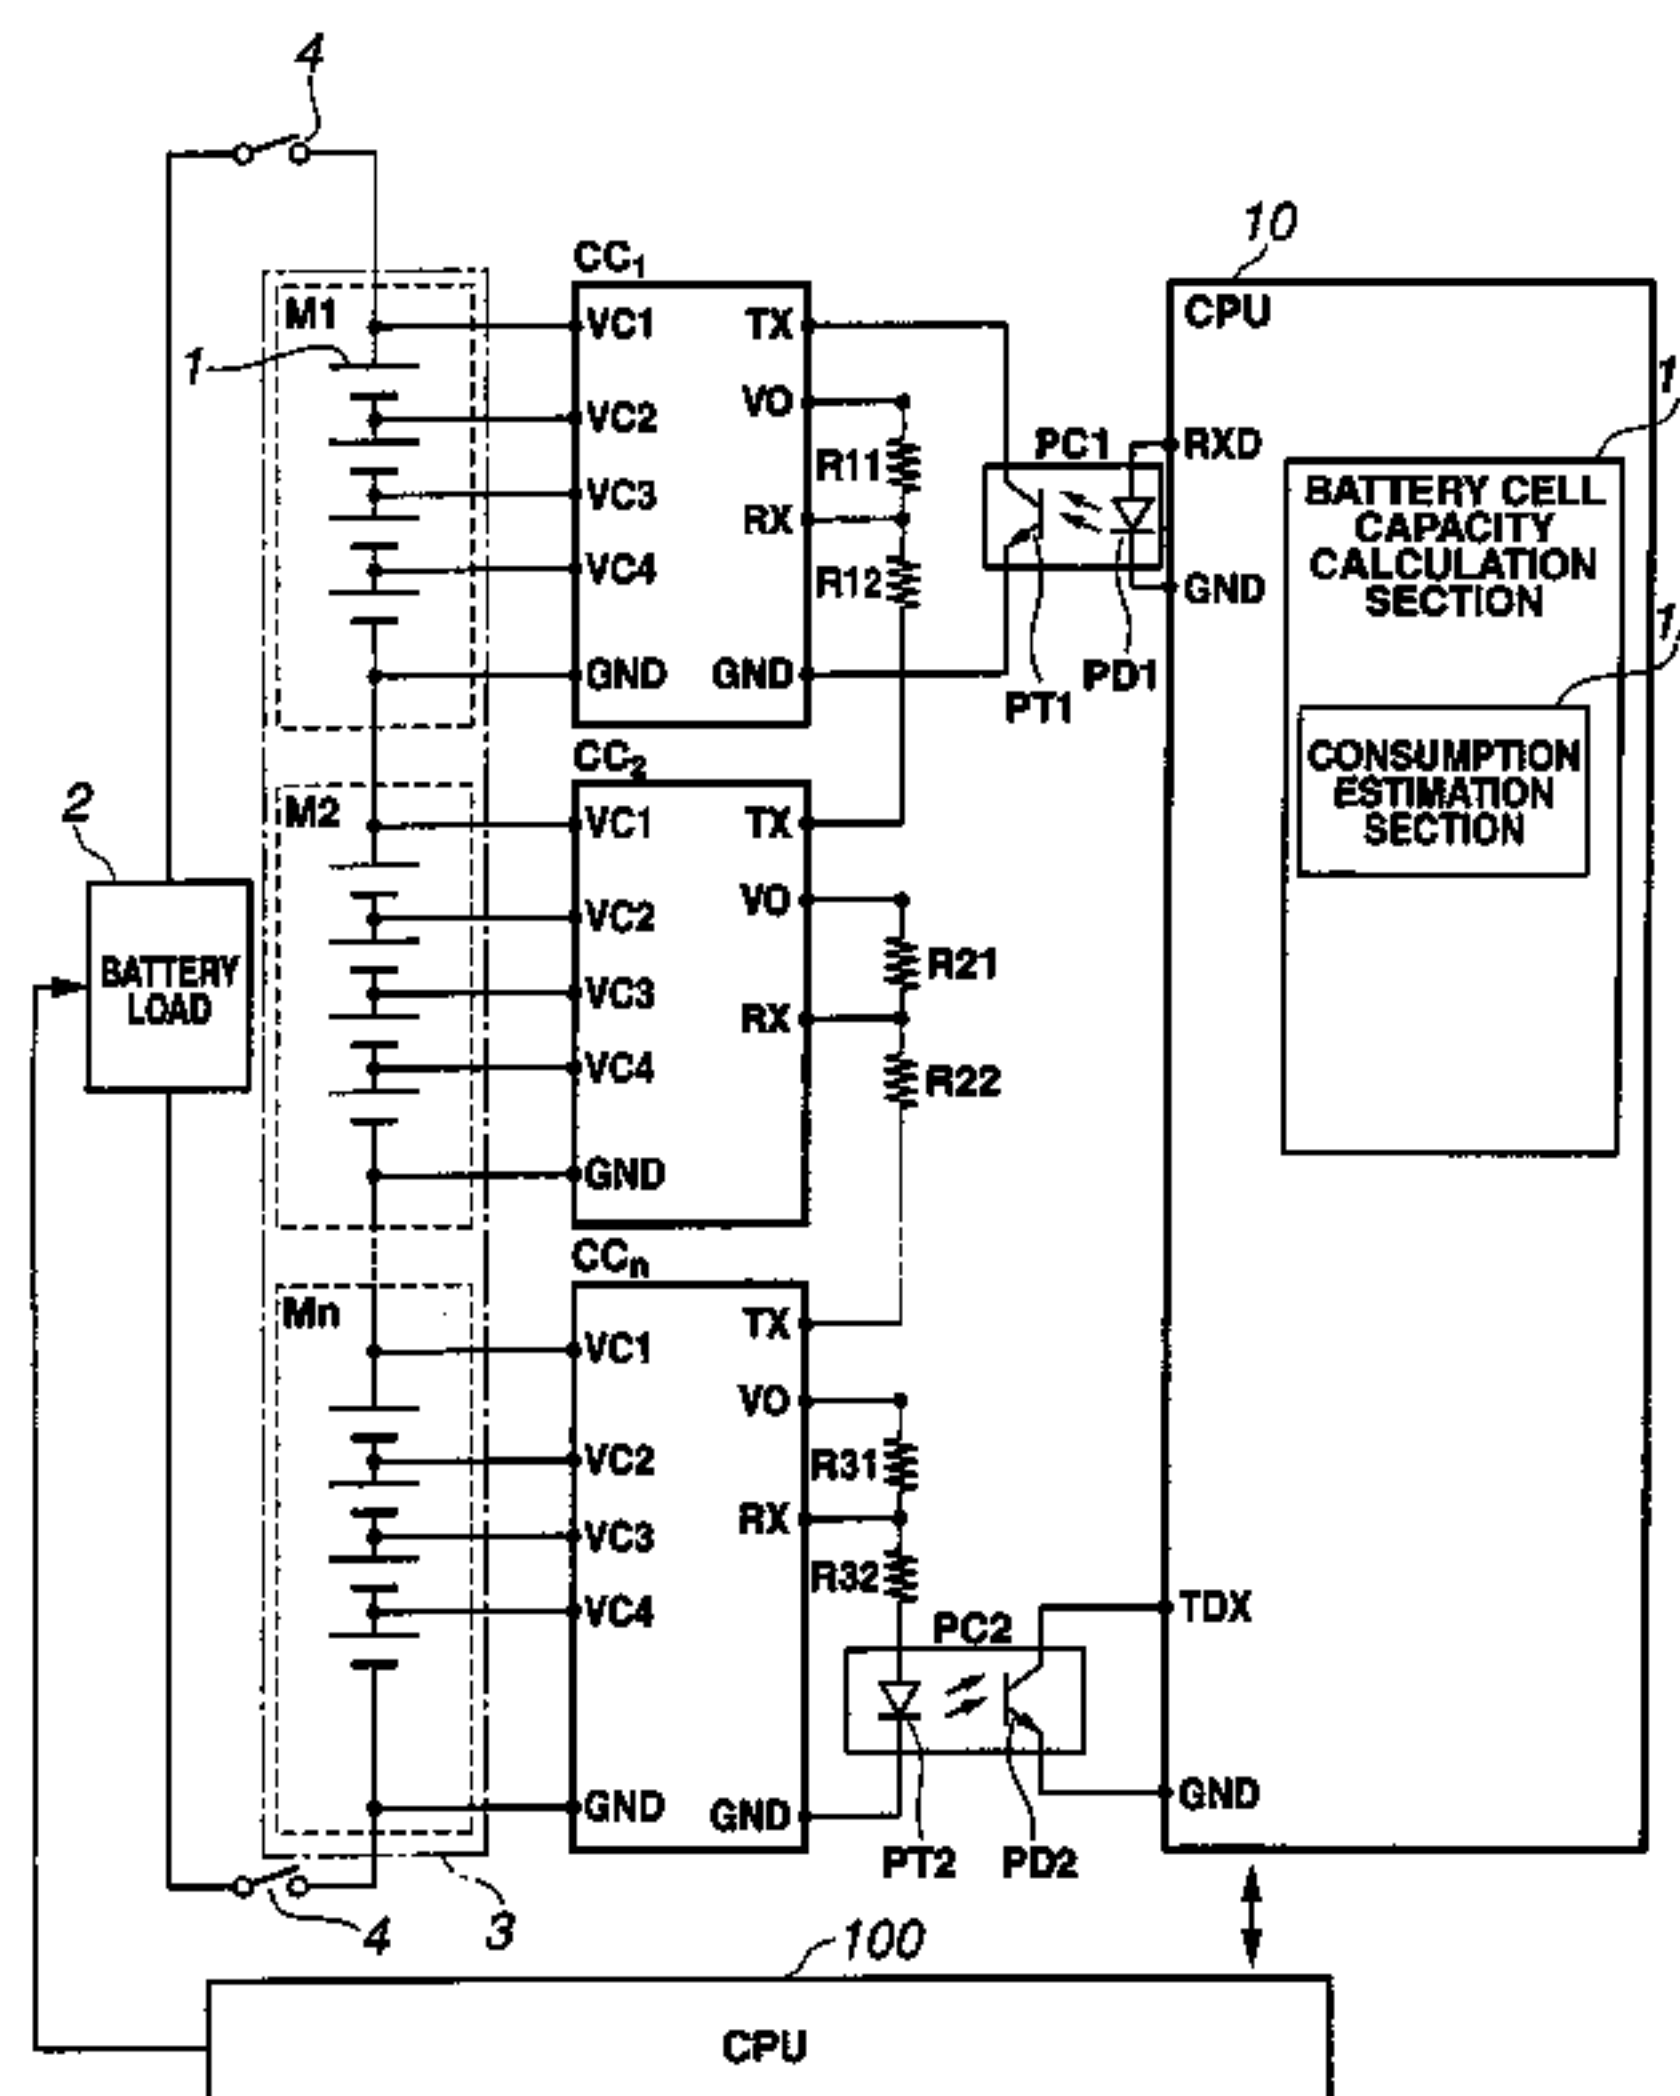 4
10
CC1
M1
VC1
TX
CPU
1
VC2
VO
R11
PC1
RXD
BATTERY CELL
CAPACITY
CALCULATION
SECTION
VC3
RX
VC4
R12
GND
GND
GND
PT1
PD1
1
1
CONSUMPTION
ESTIMATION
SECTION
CC2
M2
VC1
TX
2
VC2
VO
BATTERY
LOAD
VC3
R21
RX
VC4
R22
GND
CCn
Mn
TX
VC1
VO
VC2
R31
VC3
RX
R32
VC4
PC2
TDX
GND
GND
GND
PT2
PD2
4
3
100
CPU